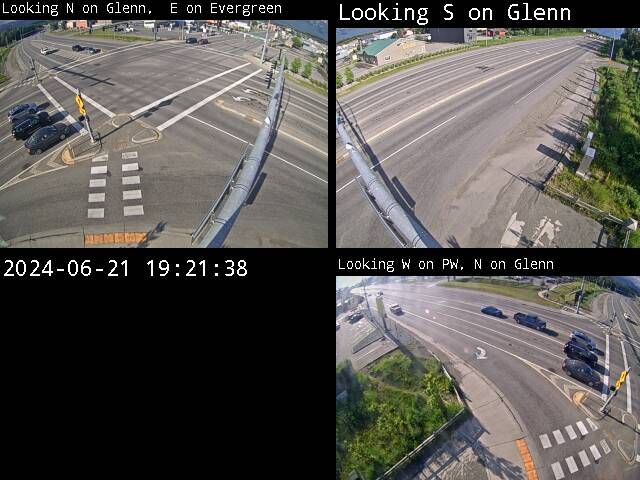 Looking N on Glenn,  E on Evergreen
Looking S on Glenn
2024-06-21 19:21:38
Looking W on PW, N on Glenn